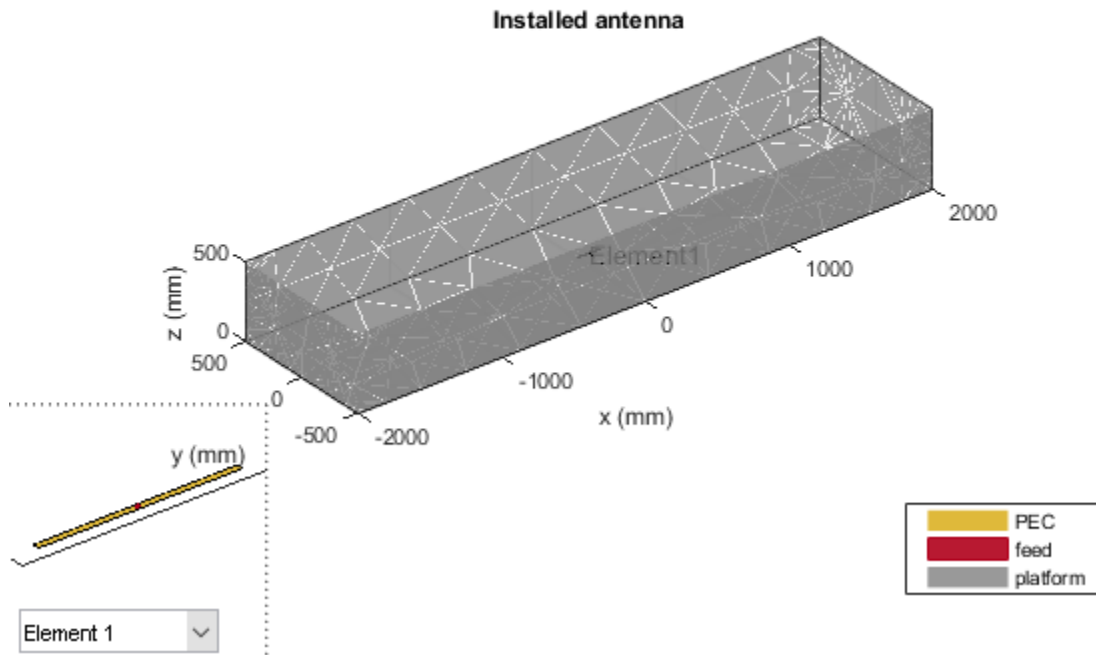 Installed antenna
500
0
z (mm)
500
0
-500
y (mm)
-2000
-1000
0
1000
2000
x (mm)
Element1
PEC
feed
platform
Element 1